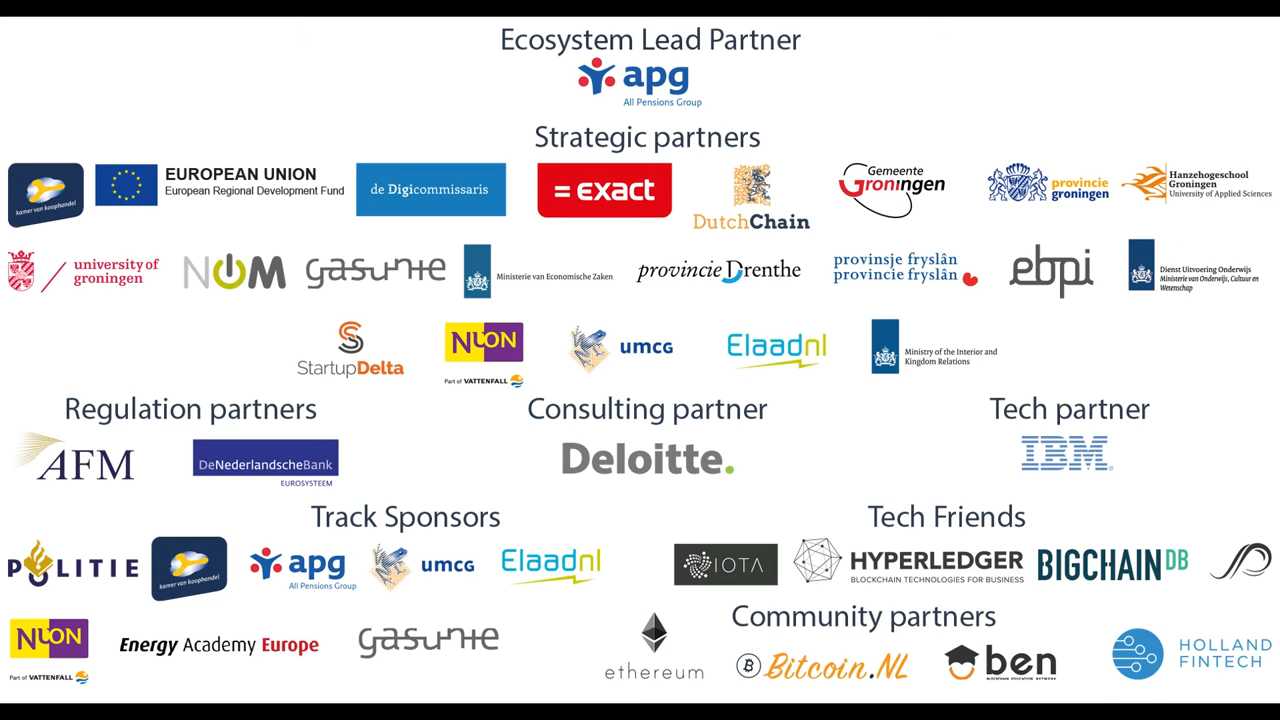 Ecosystem Lead Partner
apg
All Pensions Group
Strategic partners
kamer van koophandel
EUROPEAN UNION
European Regional Development Fund
de Digicommissaris
= exact
DutchChain
Gemeente
Groningen
provincie
groningen
Hanzehogeschool
Groningen
University of Applied Sciences
university of
groningen
NOM
gasunie
Ministerie van Economische Zaken
provincie Drenthe
provinsje fryslân
provincie fryslân
ebpi
Dienst Uitvoering Onderwijs
Ministerie van Onderwijs, Cultuur en
Wetenschap
StartupDelta
NUON
Part of VATTENFALL
umcg
Elaadnl
Ministry of the Interior and
Kingdom Relations
Regulation partners
Consulting partner
Tech partner
AFM
DeNederlandscheBank
EUROSYSTEEM
Deloitte.
IBM®
Track Sponsors
Tech Friends
POLITIE
kamer van koophandel
apg
All Pensions Group
umcg
Elaadnl
IOTA
HYPERLEDGER
BLOCKCHAIN TECHNOLOGIES FOR BUSINESS
BIGCHAINDB
NUON
Part of VATTENFALL
Energy Academy Europe
gasunie
ethereum
Community partners
Bitcoin.NL
ben
BLOCKCHAIN EDUCATION NETWORK
HOLLAND
FINTECH